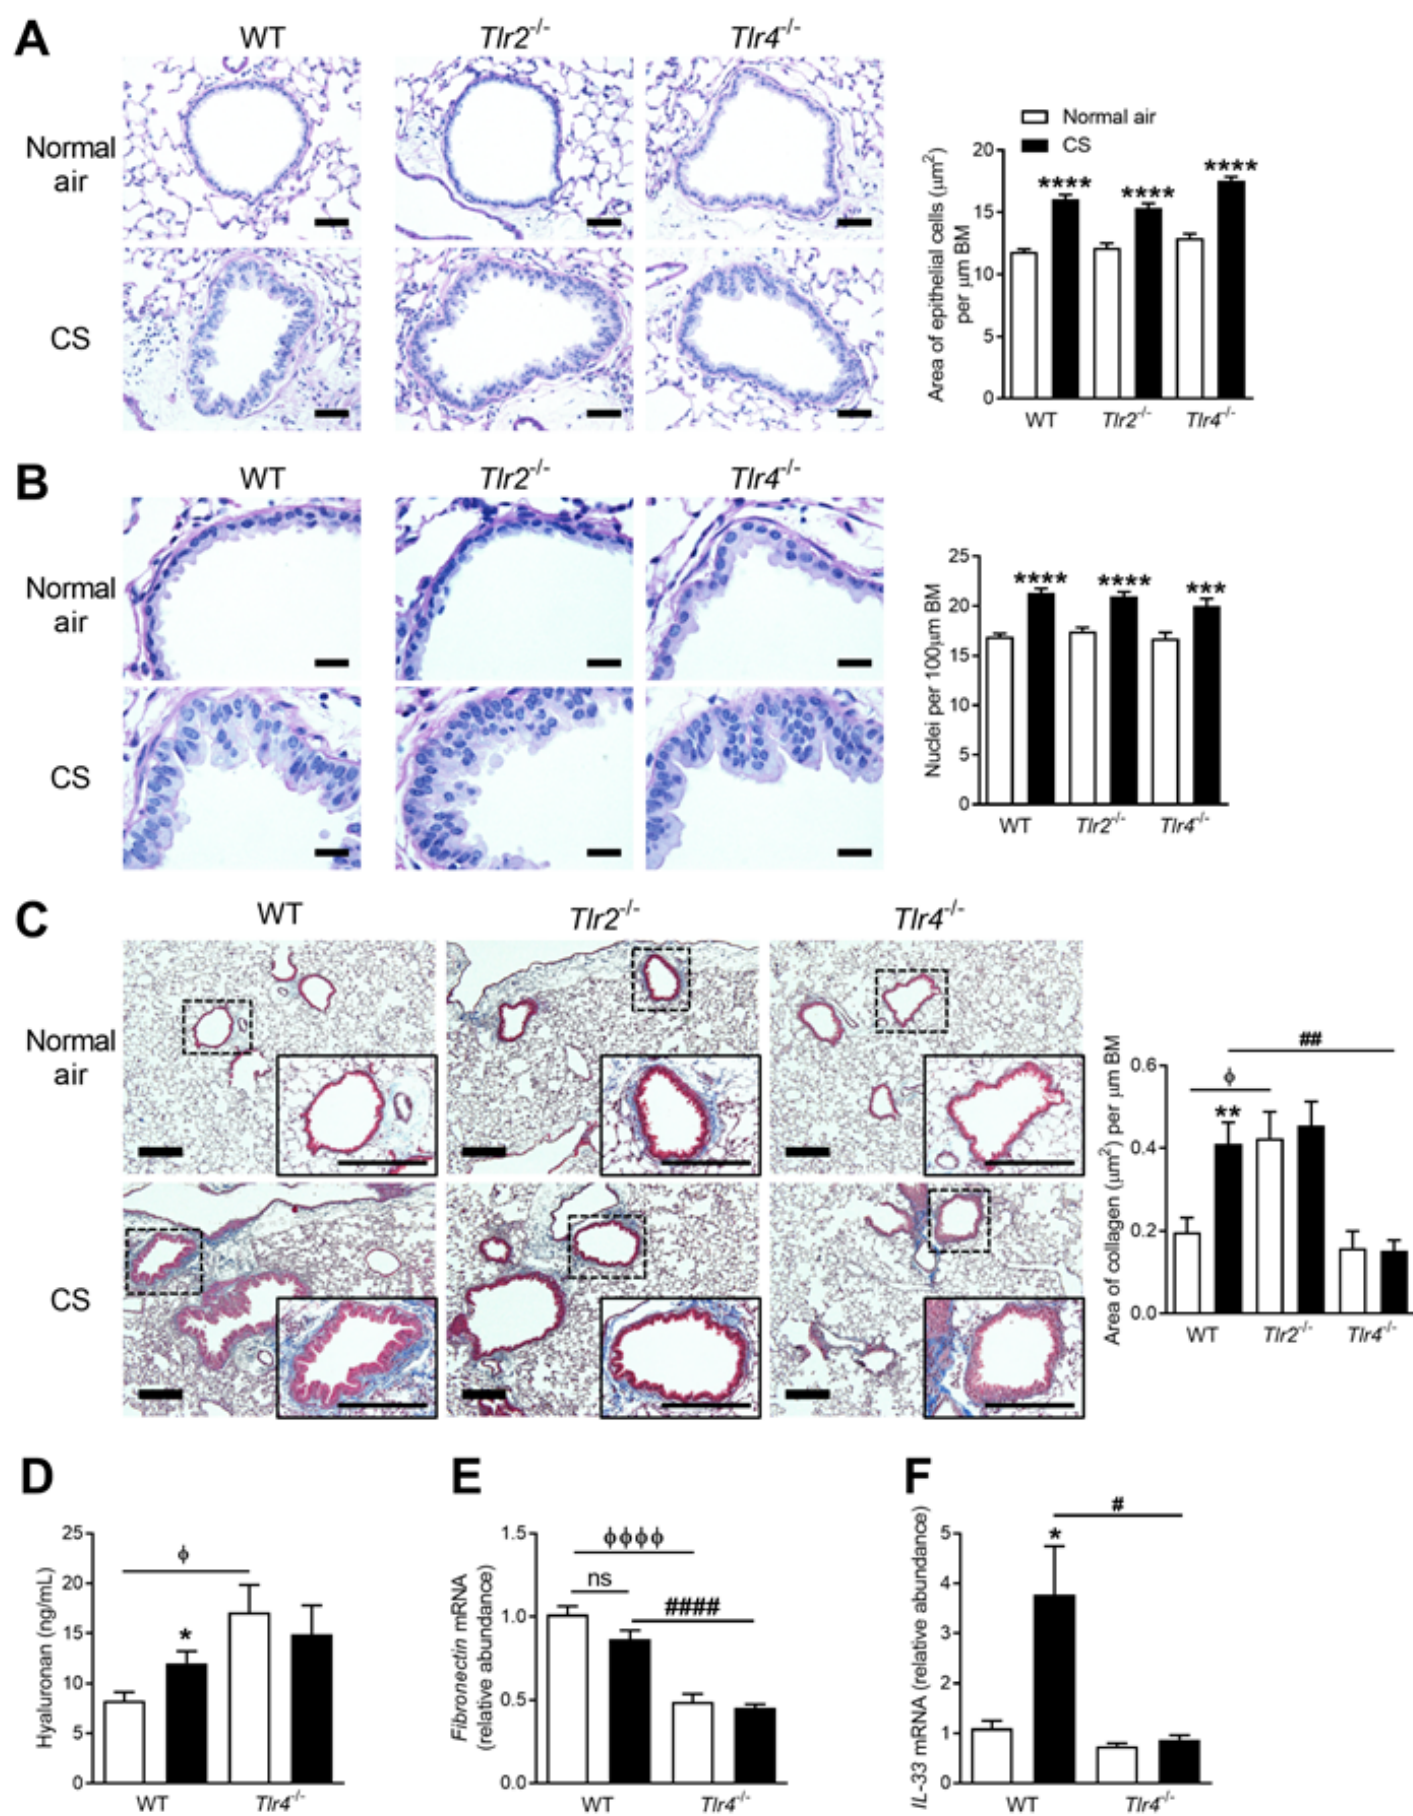 A
WT Tlr2-/- Tlr4-/-
Normal
air
CS
Normal air
CS
Area of epithelial cells (μm2)
per μm BM
20
15
10
5
0
**** **** ****
WT Tlr2-/- Tlr4-/-
B
WT Tlr2-/- Tlr4-/-
Normal
air
CS
Nuclei per 100μm BM
25
20
15
10
5
0
**** **** ***
WT Tlr2-/- Tlr4-/-
C
WT Tlr2-/- Tlr4-/-
Normal
air
CS
Area of collagen (μm2) per μm BM
0.6
0.4
0.2
0.0
##
ϕ
**
WT Tlr2-/- Tlr4-/-
D
Hyaluronan (ng/mL)
25
20
15
10
5
0
ϕ
*
WT Tlr4-/-
E
Fibronectin mRNA
(relative abundance)
1.5
1.0
0.5
0.0
ϕϕϕϕ
ns
####
WT Tlr4-/-
F
IL-33 mRNA (relative abundance)
5
4
3
2
1
0
#
*
WT Tlr4-/-